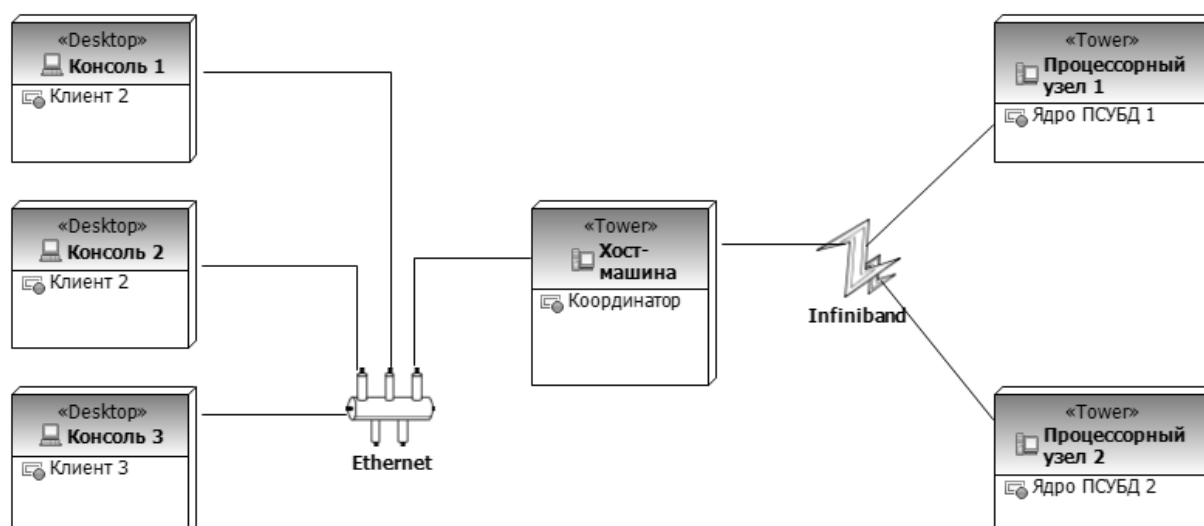 «Desktop»
Консоль 1
Клиент 2
«Desktop»
Консоль 2
Клиент 2
«Desktop»
Консоль 3
Клиент 3
Ethernet
«Tower»
Хост-
машина
Координатор
Infiniband
«Tower»
Процессорный
узел 1
Ядро ПСУБД 1
«Tower»
Процессорный
узел 2
Ядро ПСУБД 2